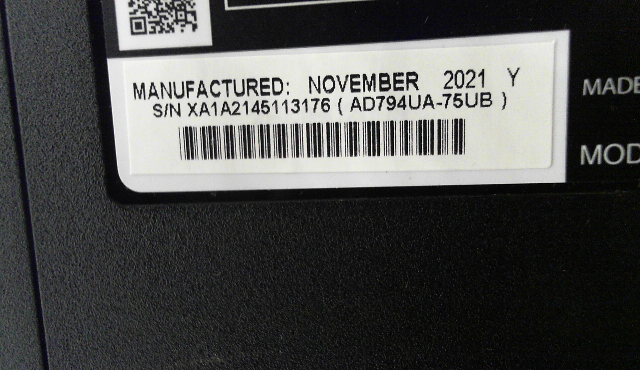 MANUFACTURED: NOVEMBER 2021 Y
S/N XA1A2145113176 ( AD794UA-75UB )
MADE
MOD